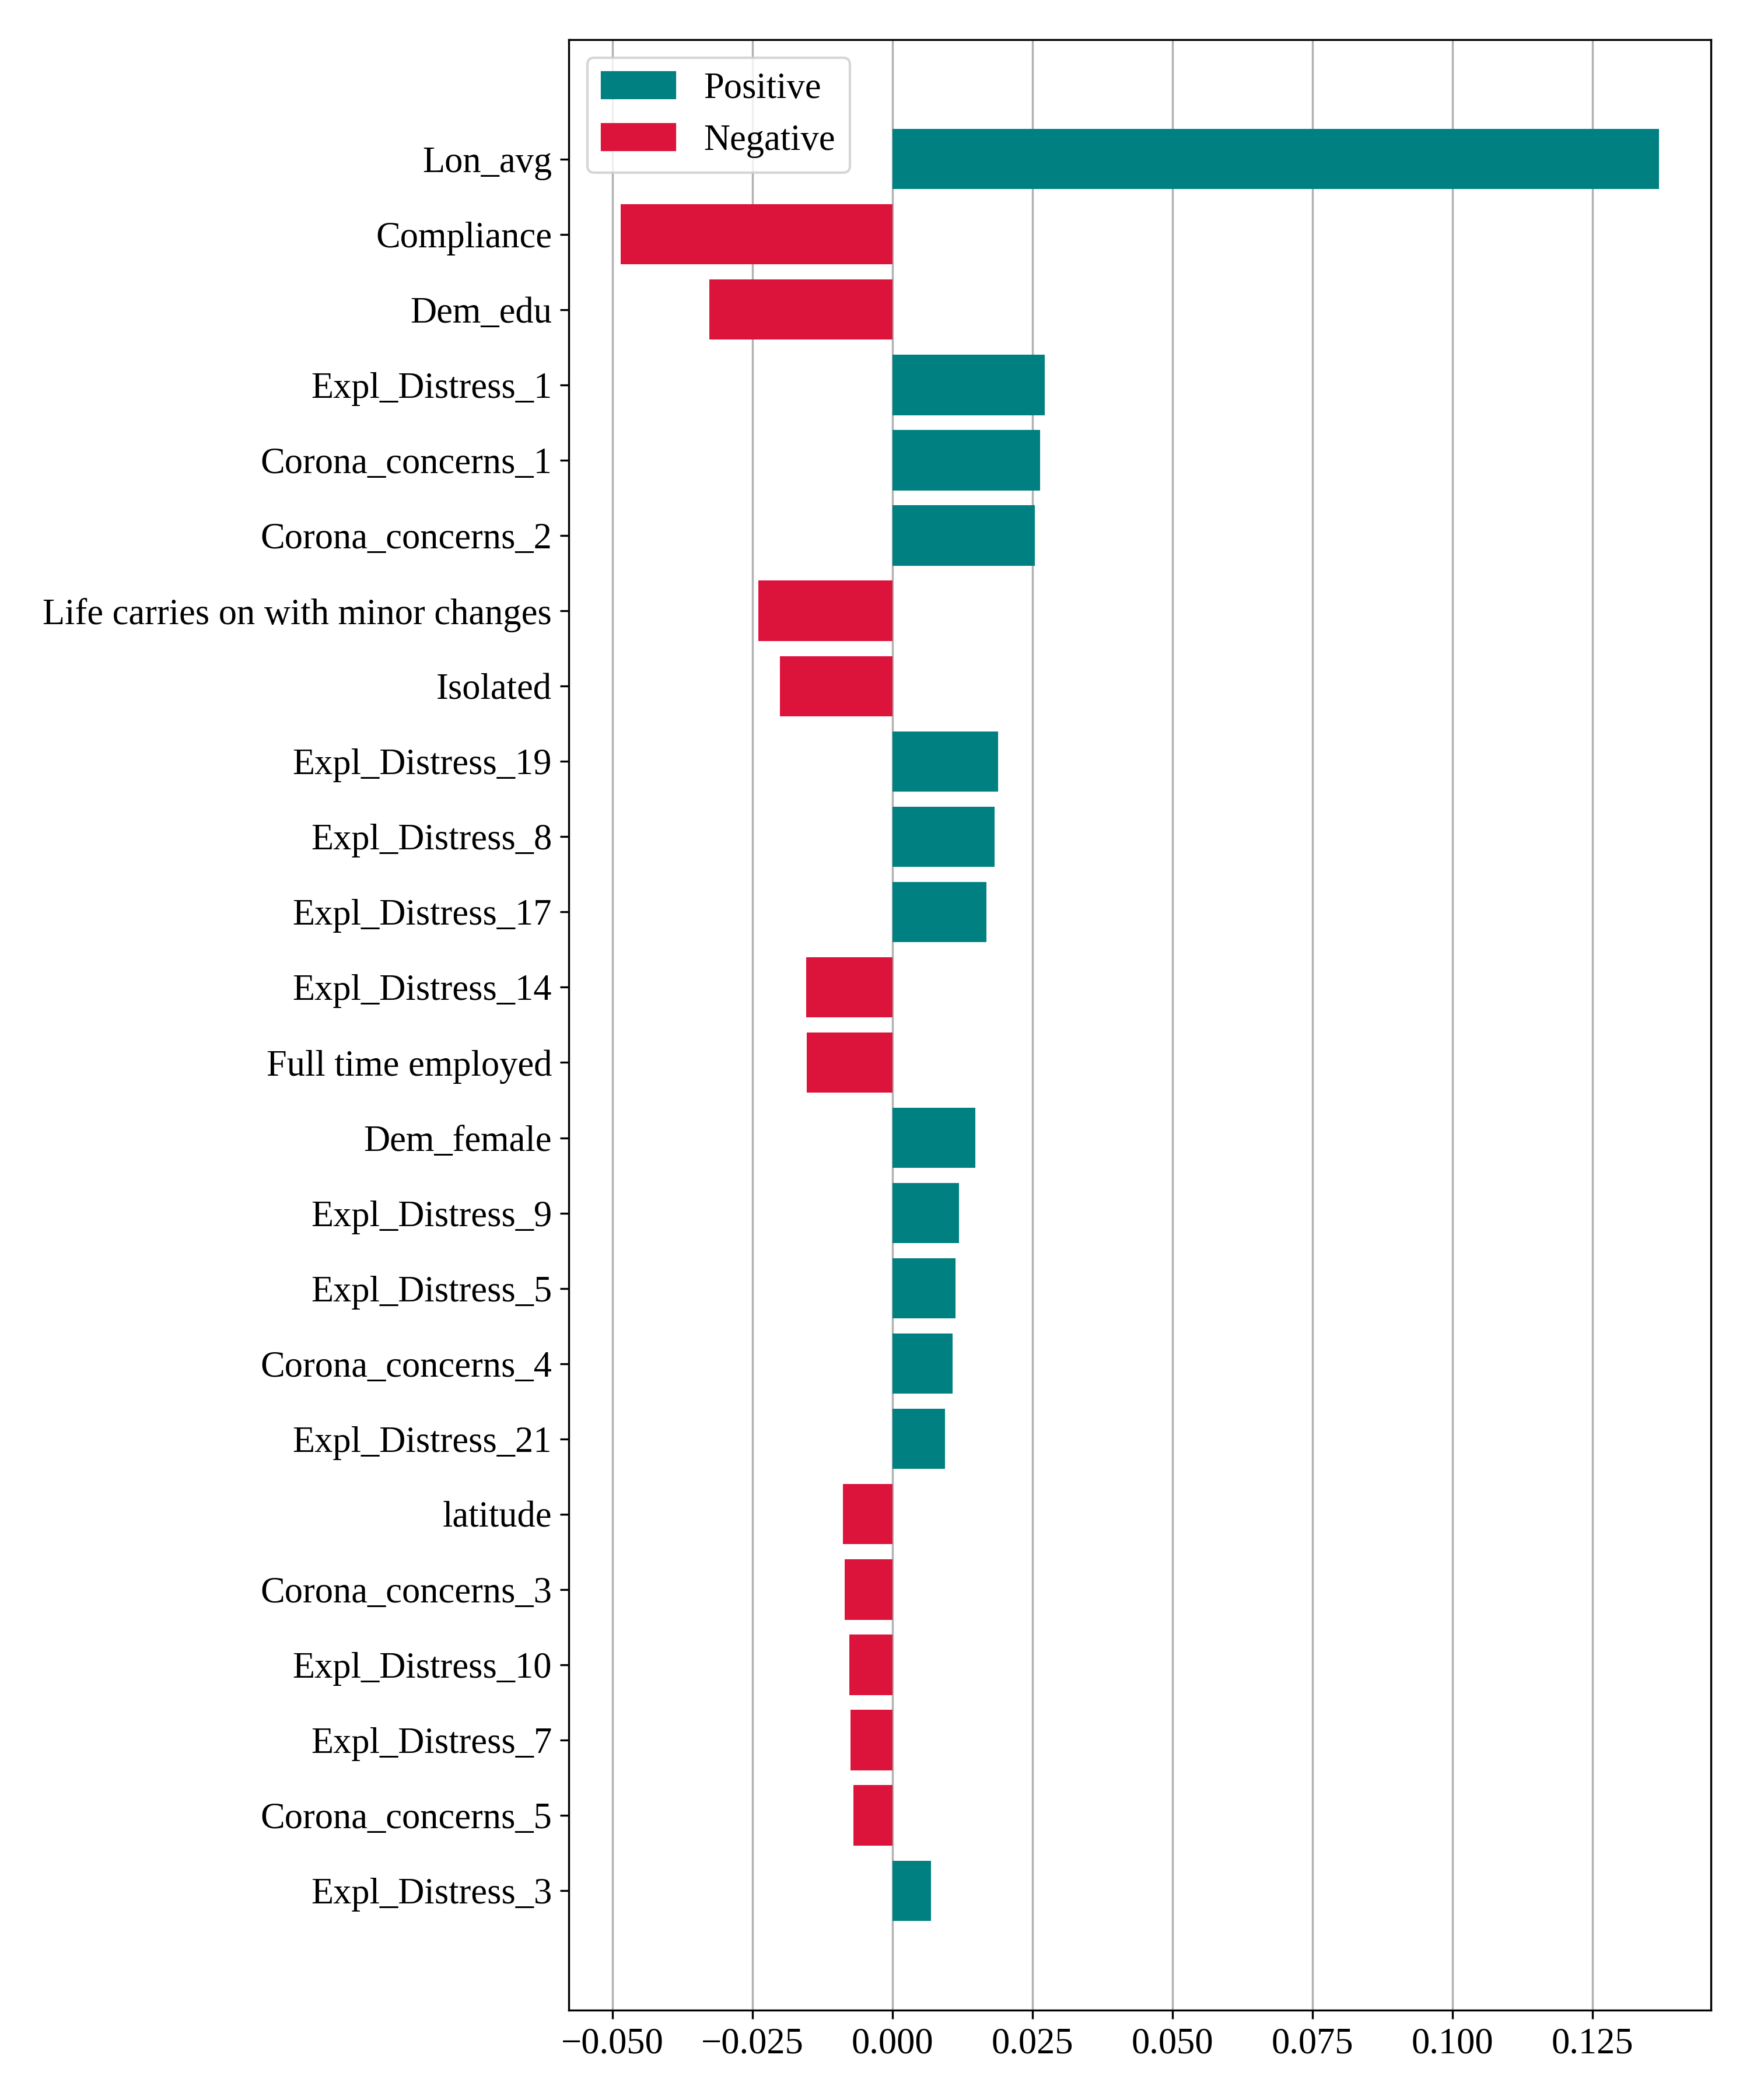 Positive
Negative
Lon_avg
Compliance
Dem_edu
Expl_Distress_1
Corona_concerns_1
Corona_concerns_2
Life carries on with minor changes
Isolated
Expl_Distress_19
Expl_Distress_8
Expl_Distress_17
Expl_Distress_14
Full time employed
Dem_female
Expl_Distress_9
Expl_Distress_5
Corona_concerns_4
Expl_Distress_21
latitude
Corona_concerns_3
Expl_Distress_10
Expl_Distress_7
Corona_concerns_5
Expl_Distress_3
−0.050 −0.025 0.000 0.025 0.050 0.075 0.100 0.125